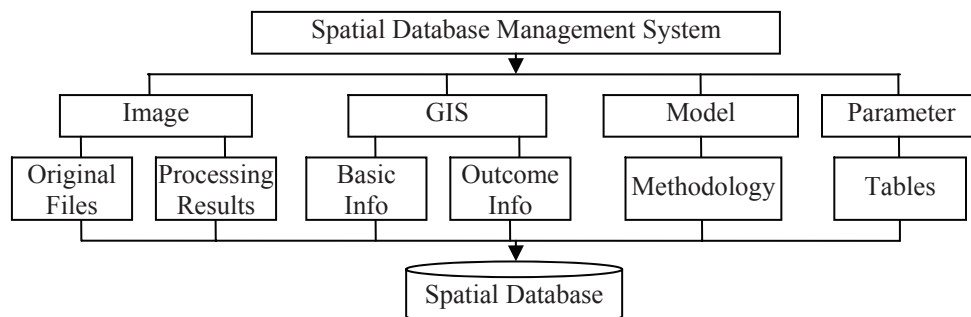 Spatial Database Management System
Image
GIS
Model
Parameter
Original
Files
Processing
Results
Basic
Info
Outcome
Info
Methodology
Tables
Spatial Database